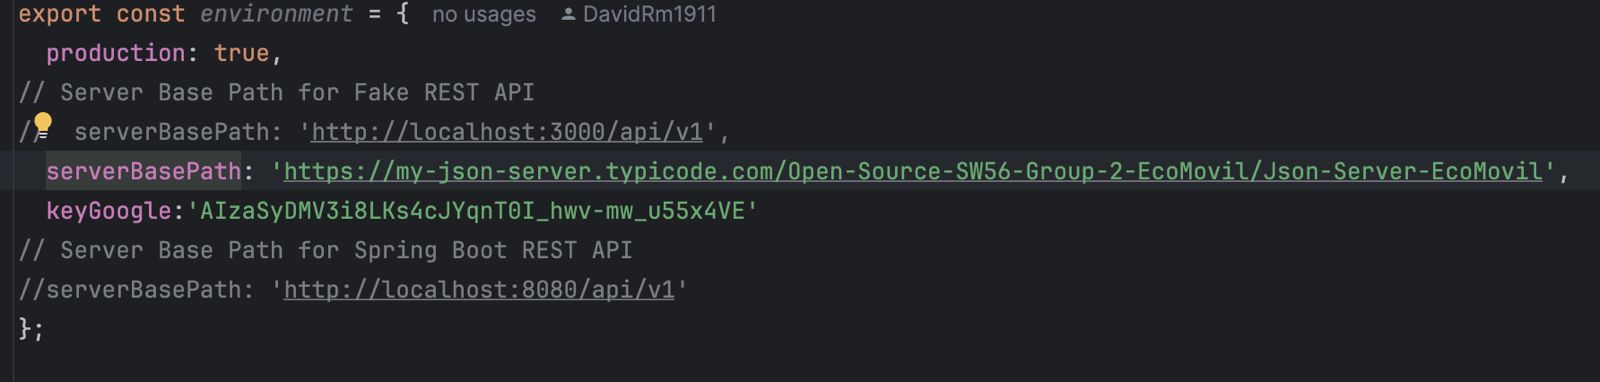 export const environment = { no usages DavidRm1911
production: true,
// Server Base Path for Fake REST API
// serverBasePath: 'http://localhost:3000/api/v1',
serverBasePath: 'https://my-json-server.typicode.com/Open-Source-SW56-Group-2-EcoMovil/Json-Server-EcoMovil',
keyGoogle:'AIzaSyDMV3i8LKs4cJYqnT0I_hwv-mw_u55x4VE'
// Server Base Path for Spring Boot REST API
//serverBasePath: 'http://localhost:8080/api/v1'
};